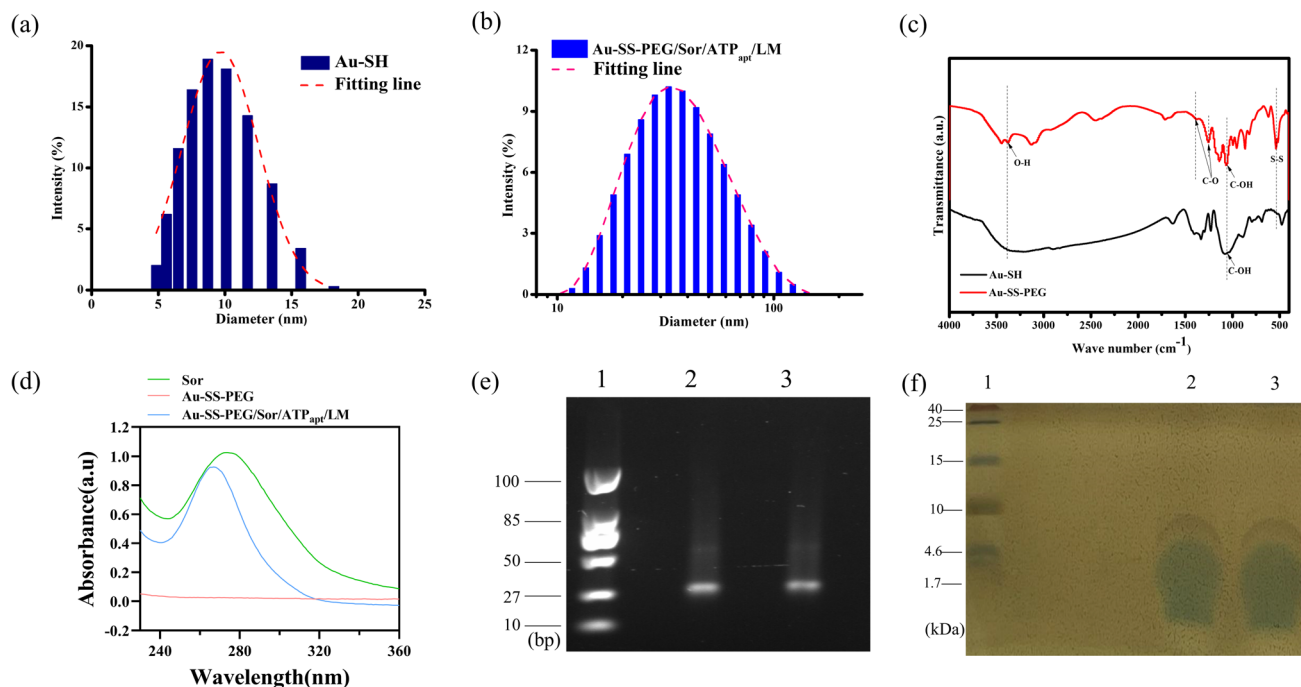 (a)
20
15
10
5
0
Intensity (%)
Au-SH
Fitting line
0
5
10
15
20
25
Diameter (nm)
(b)
12
9
6
3
0
Intensity (%)
Au-SS-PEG/Sor/ATPapt/LM
Fitting line
10
100
Diameter (nm)
(c)
Transmittance (a.u.)
O-H
C-O
C-OH
S-S
C-OH
Au-SH
Au-SS-PEG
4000
3500
3000
2500
2000
1500
1000
500
Wave number (cm-1)
(d)
Sor
Au-SS-PEG
Au-SS-PEG/Sor/ATPapt/LM
1.2
1.0
0.8
0.6
0.4
0.2
0.0
-0.2
Absorbance(a.u)
240
280
320
360
Wavelength(nm)
(e)
1 2 3
100
85
50
27
10
(bp)
(f)
1 2 3
40
25
15
10
4.6
1.7
(kDa)